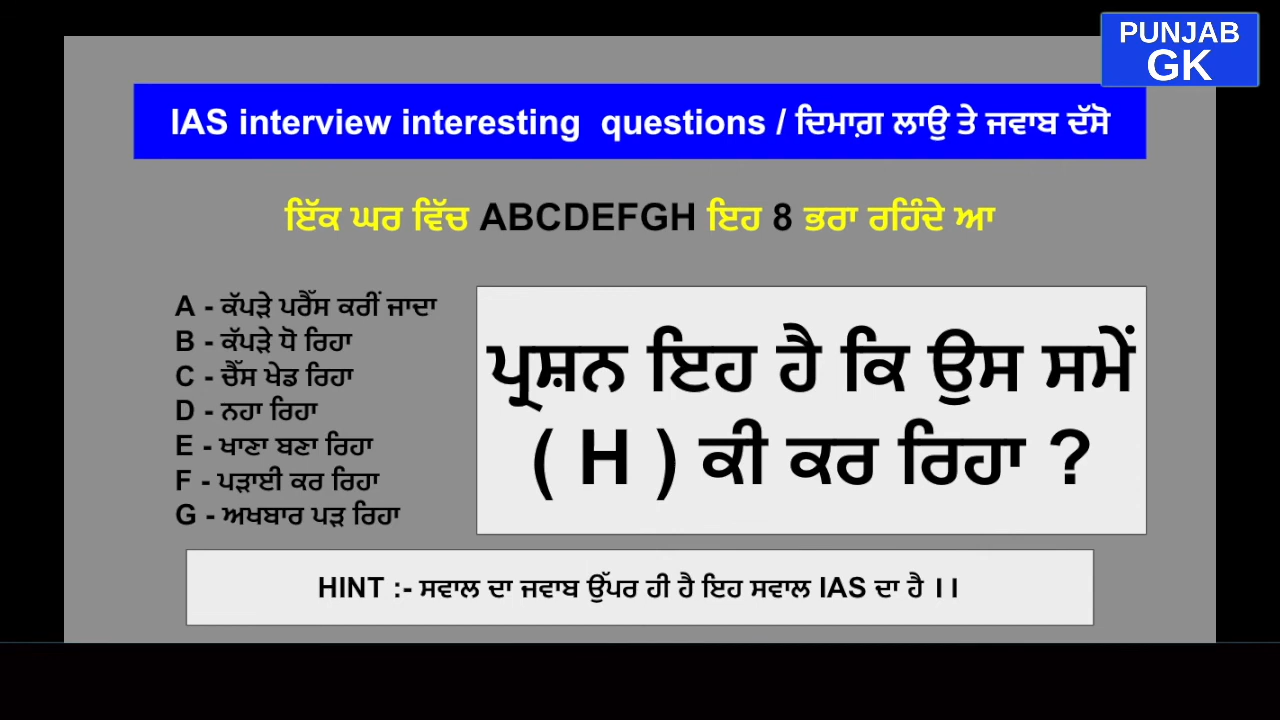 PUNJAB
GK
IAS interview interesting questions / ਦਿਮਾਗ਼ ਲਾਉ ਤੇ ਜਵਾਬ ਦੱਸੋ
ਇੱਕ ਘਰ ਵਿੱਚ ABCDEFGH ਇਹ 8 ਭਰਾ ਰਹਿੰਦੇ ਆ
A - ਕੱਪੜੇ ਪਰੈੱਸ ਕਰੀਂ ਜਾਦਾ
B - ਕੱਪੜੇ ਧੋ ਰਿਹਾ
C - ਚੈੱਸ ਖੇਡ ਰਿਹਾ
D - ਨਹਾ ਰਿਹਾ
E - ਖਾਣਾ ਬਣਾ ਰਿਹਾ
F - ਪੜਾਈ ਕਰ ਰਿਹਾ
G - ਅਖਬਾਰ ਪੜ ਰਿਹਾ
ਪ੍ਰਸ਼ਨ ਇਹ ਹੈ ਕਿ ਉਸ ਸਮੇਂ
( H ) ਕੀ ਕਰ ਰਿਹਾ ?
HINT :- ਸਵਾਲ ਦਾ ਜਵਾਬ ਉੱਪਰ ਹੀ ਹੈ ਇਹ ਸਵਾਲ IAS ਦਾ ਹੈ ।।